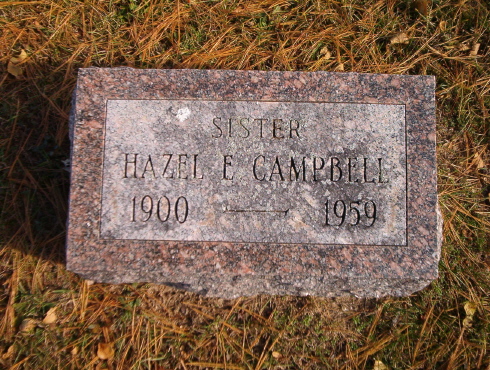 SISTER
HAZEL E CAMPBELL
1900 — 1959